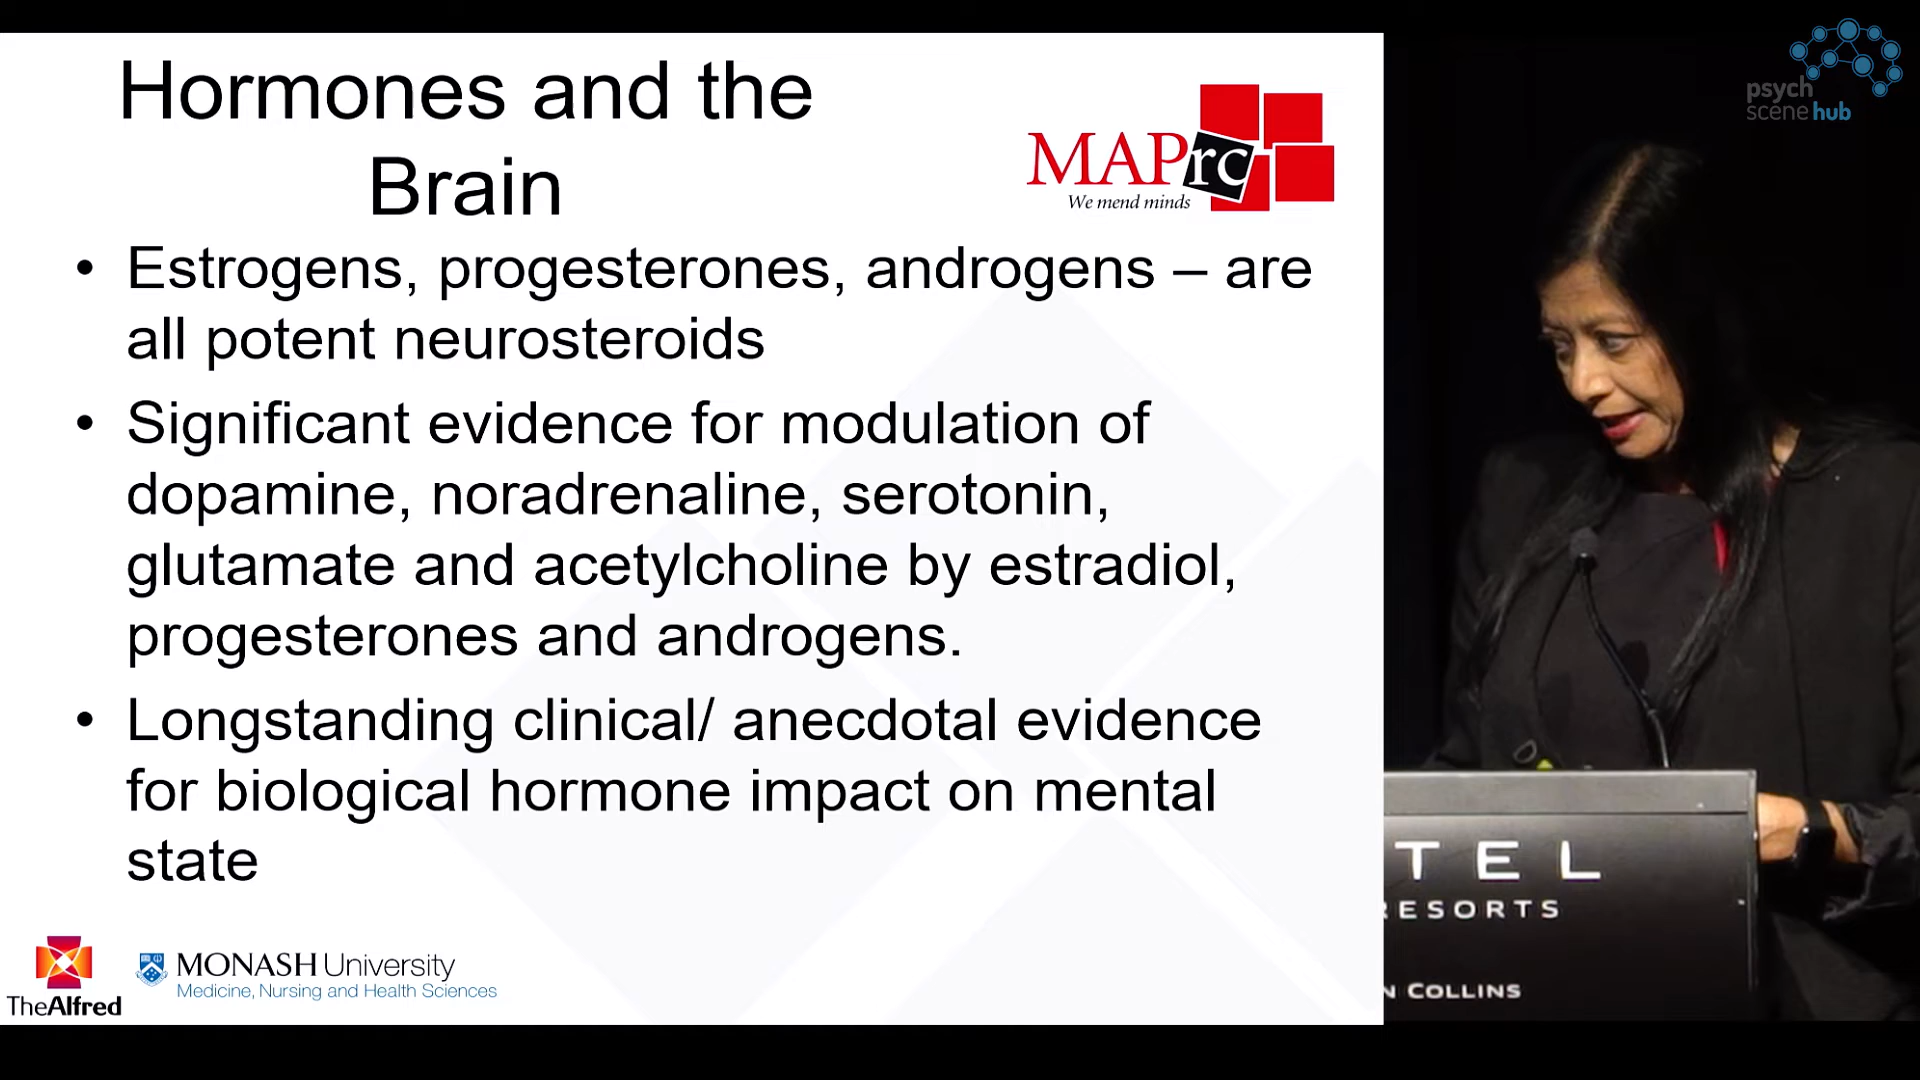 Hormones and the
Brain
MAPrc
We mend minds
• Estrogens, progesterones, androgens – are
all potent neurosteroids
• Significant evidence for modulation of
dopamine, noradrenaline, serotonin,
glutamate and acetylcholine by estradiol,
progesterones and androgens.
• Longstanding clinical/ anecdotal evidence
for biological hormone impact on mental
state
TheAlfred
MONASH University
Medicine, Nursing and Health Sciences
psych
scene hub
TEL
RESORTS
N COLLINS